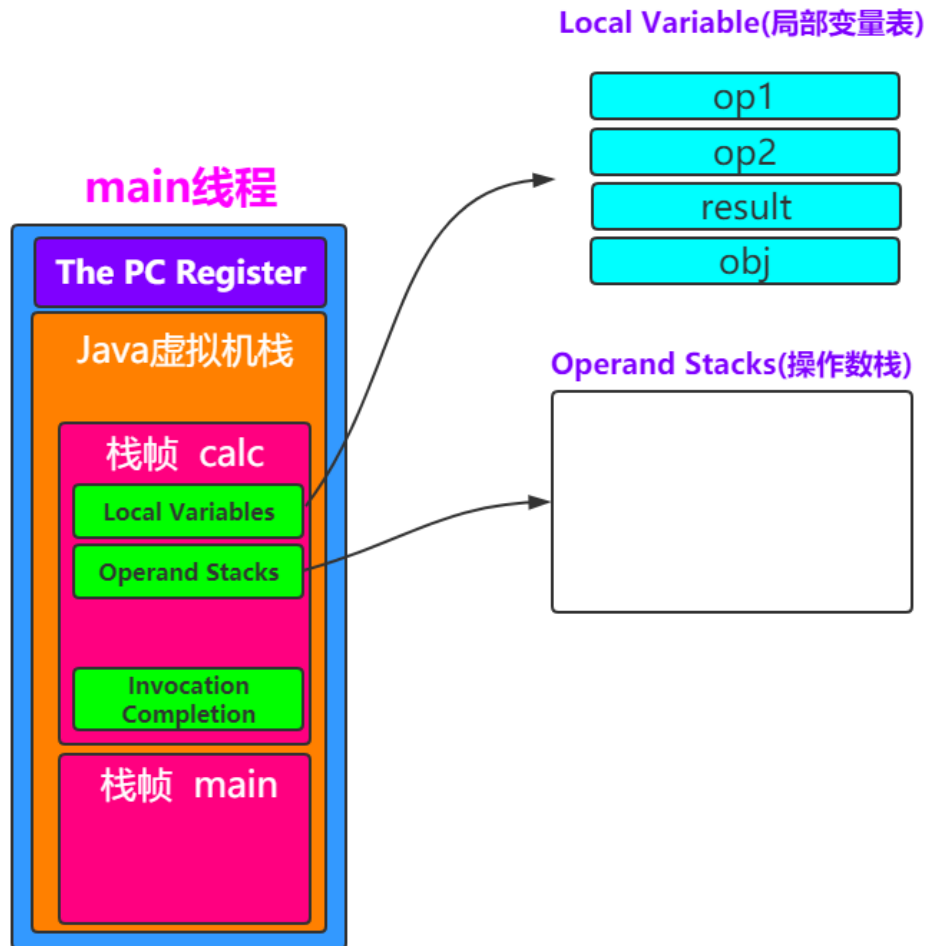 Local Variable(局部变量表)
op1
op2
result
obj
main线程
The PC Register
Java虚拟机栈
栈帧 calc
Local Variables
Operand Stacks
Invocation
Completion
栈帧 main
Operand Stacks(操作数栈)